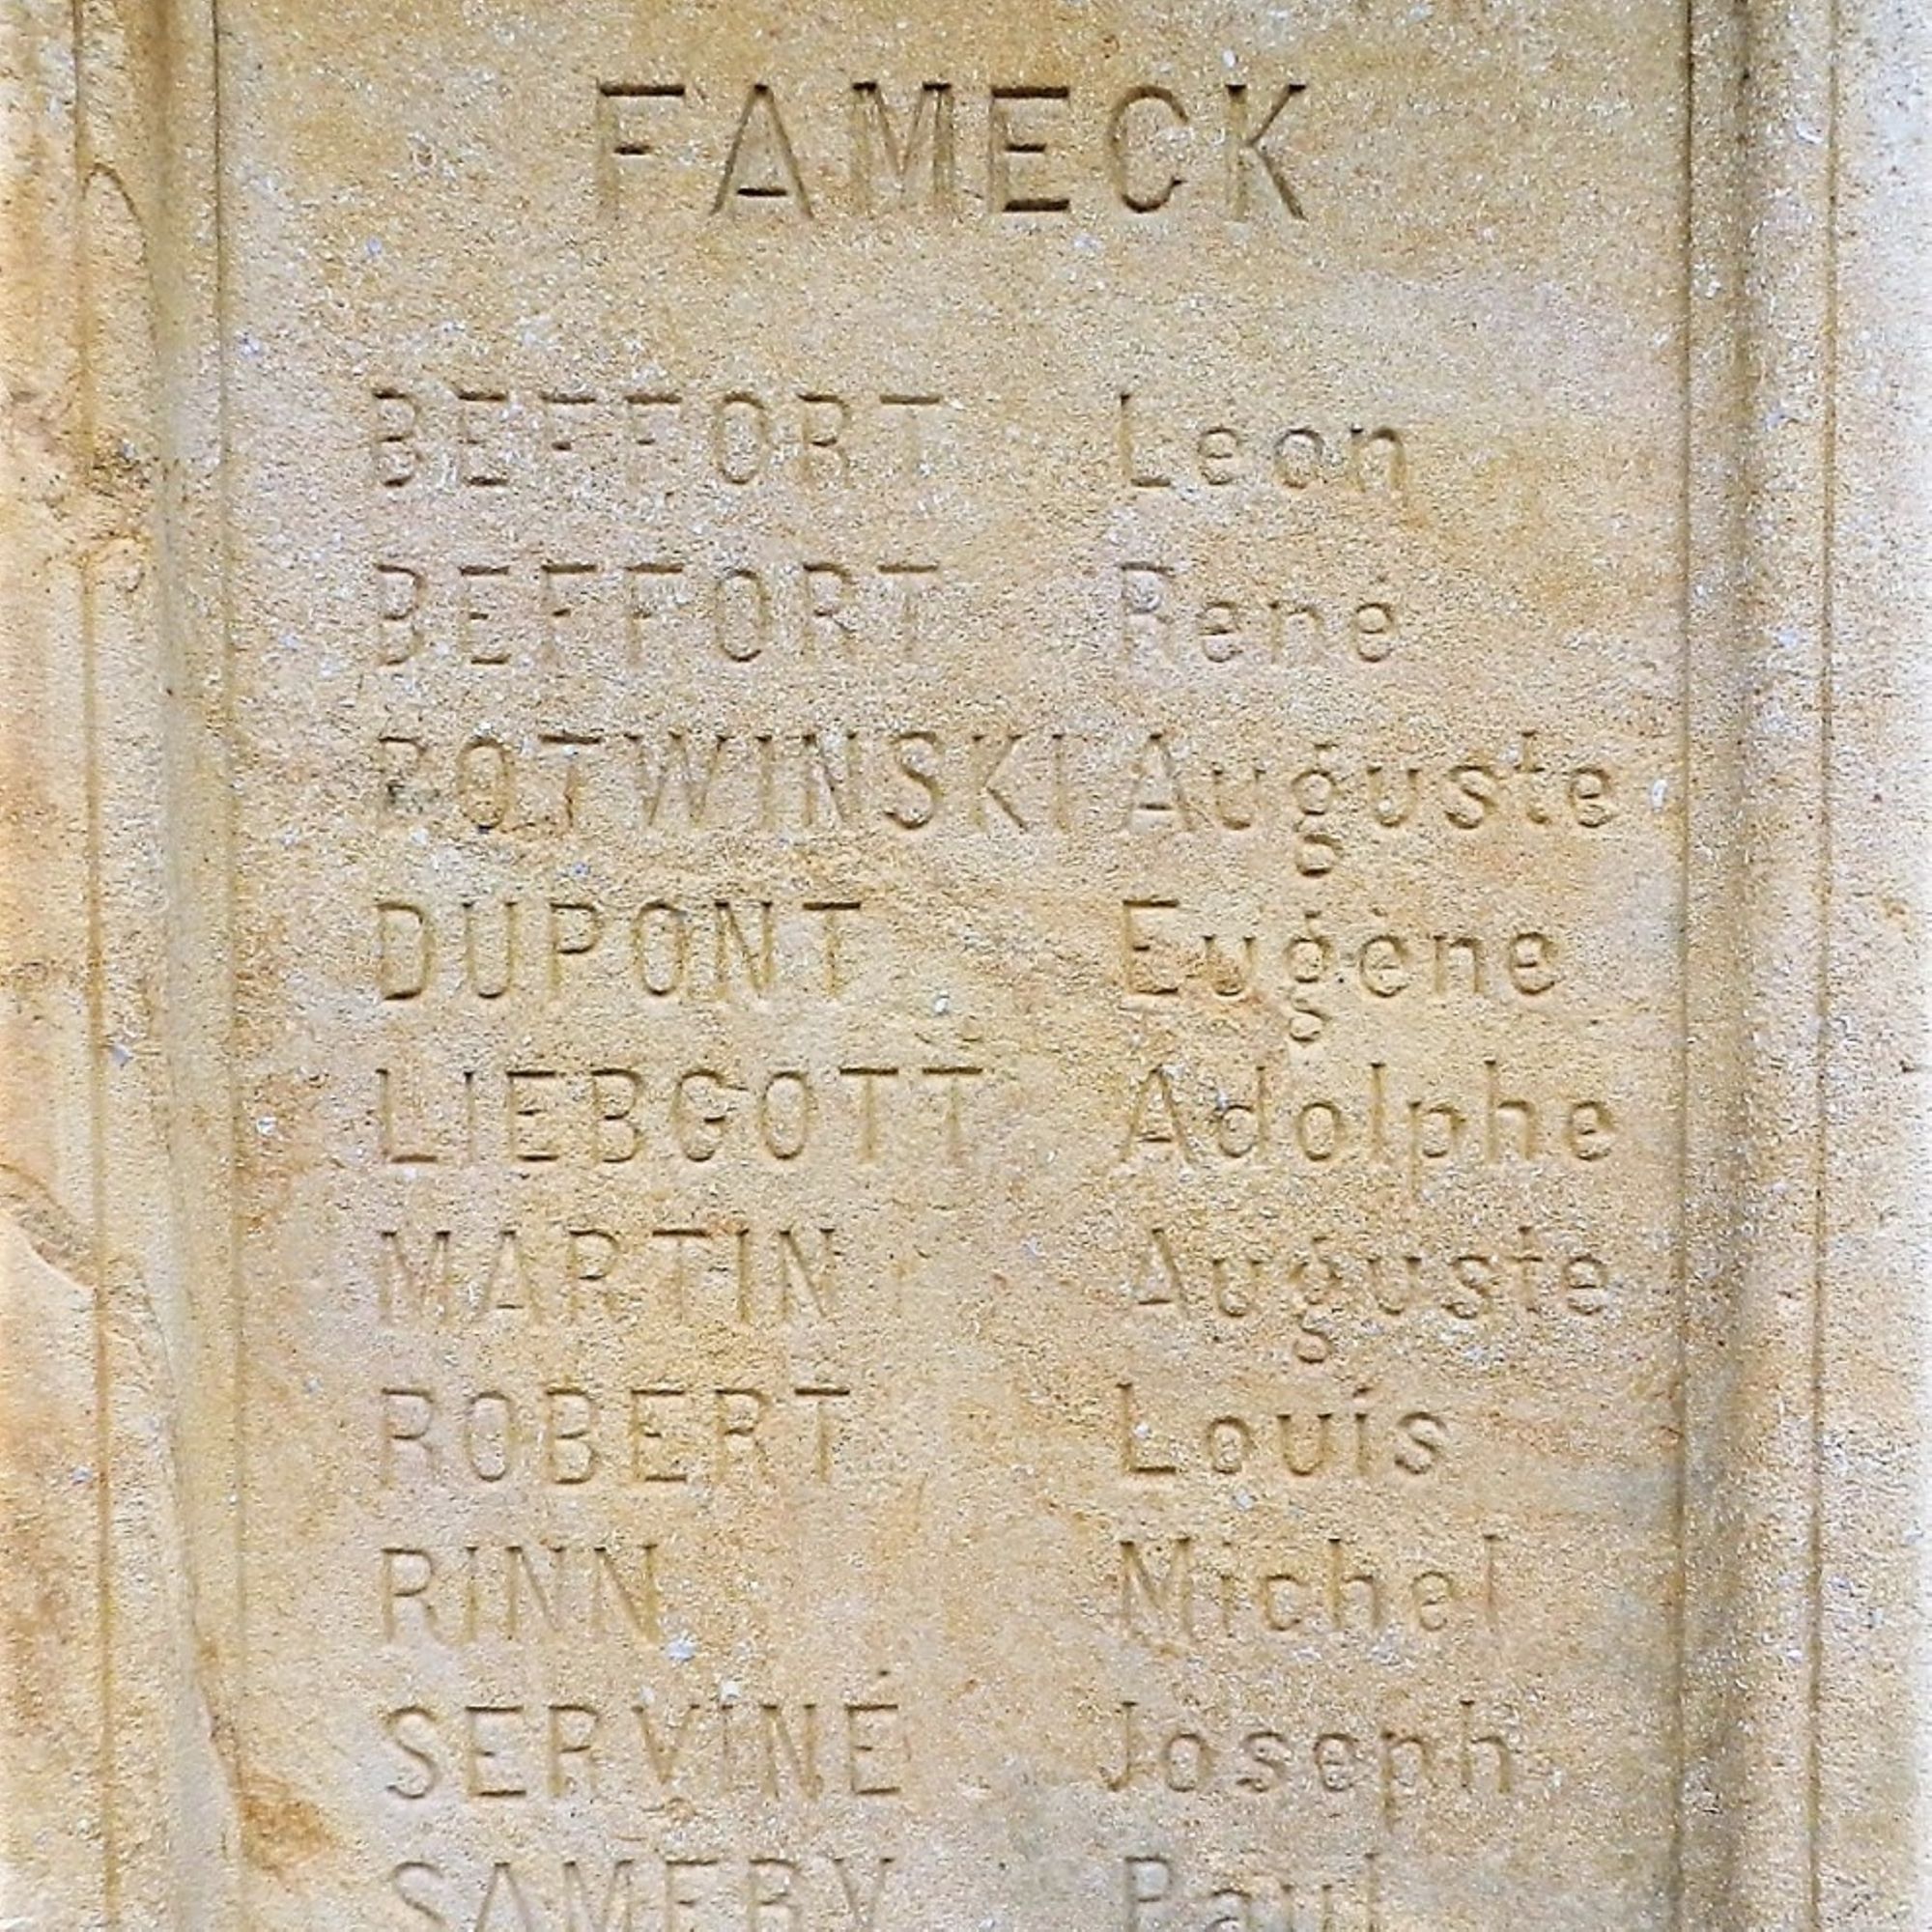 FAMECK
BEFFORT Leon
BEFFORT René
BOTWINSKI Auguste
DUPONT Eugène
LIEBGOTT Adolphe
MARTIN Auguste
ROBERT Louis
RINN Michel
SERVINÉ Joseph
Paul